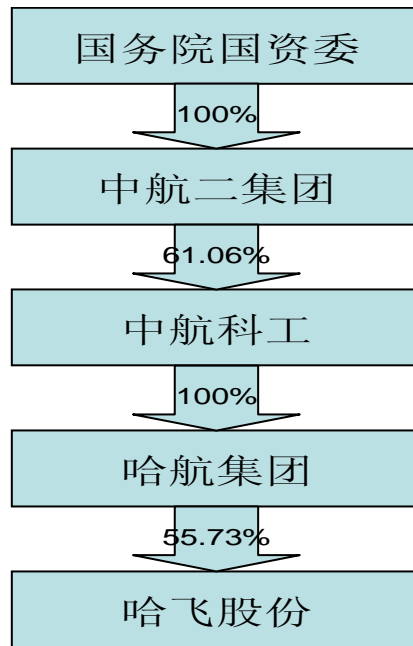 国务院国资委
100%
中航二集团
61.06%
中航科工
100%
哈航集团
55.73%
哈飞股份